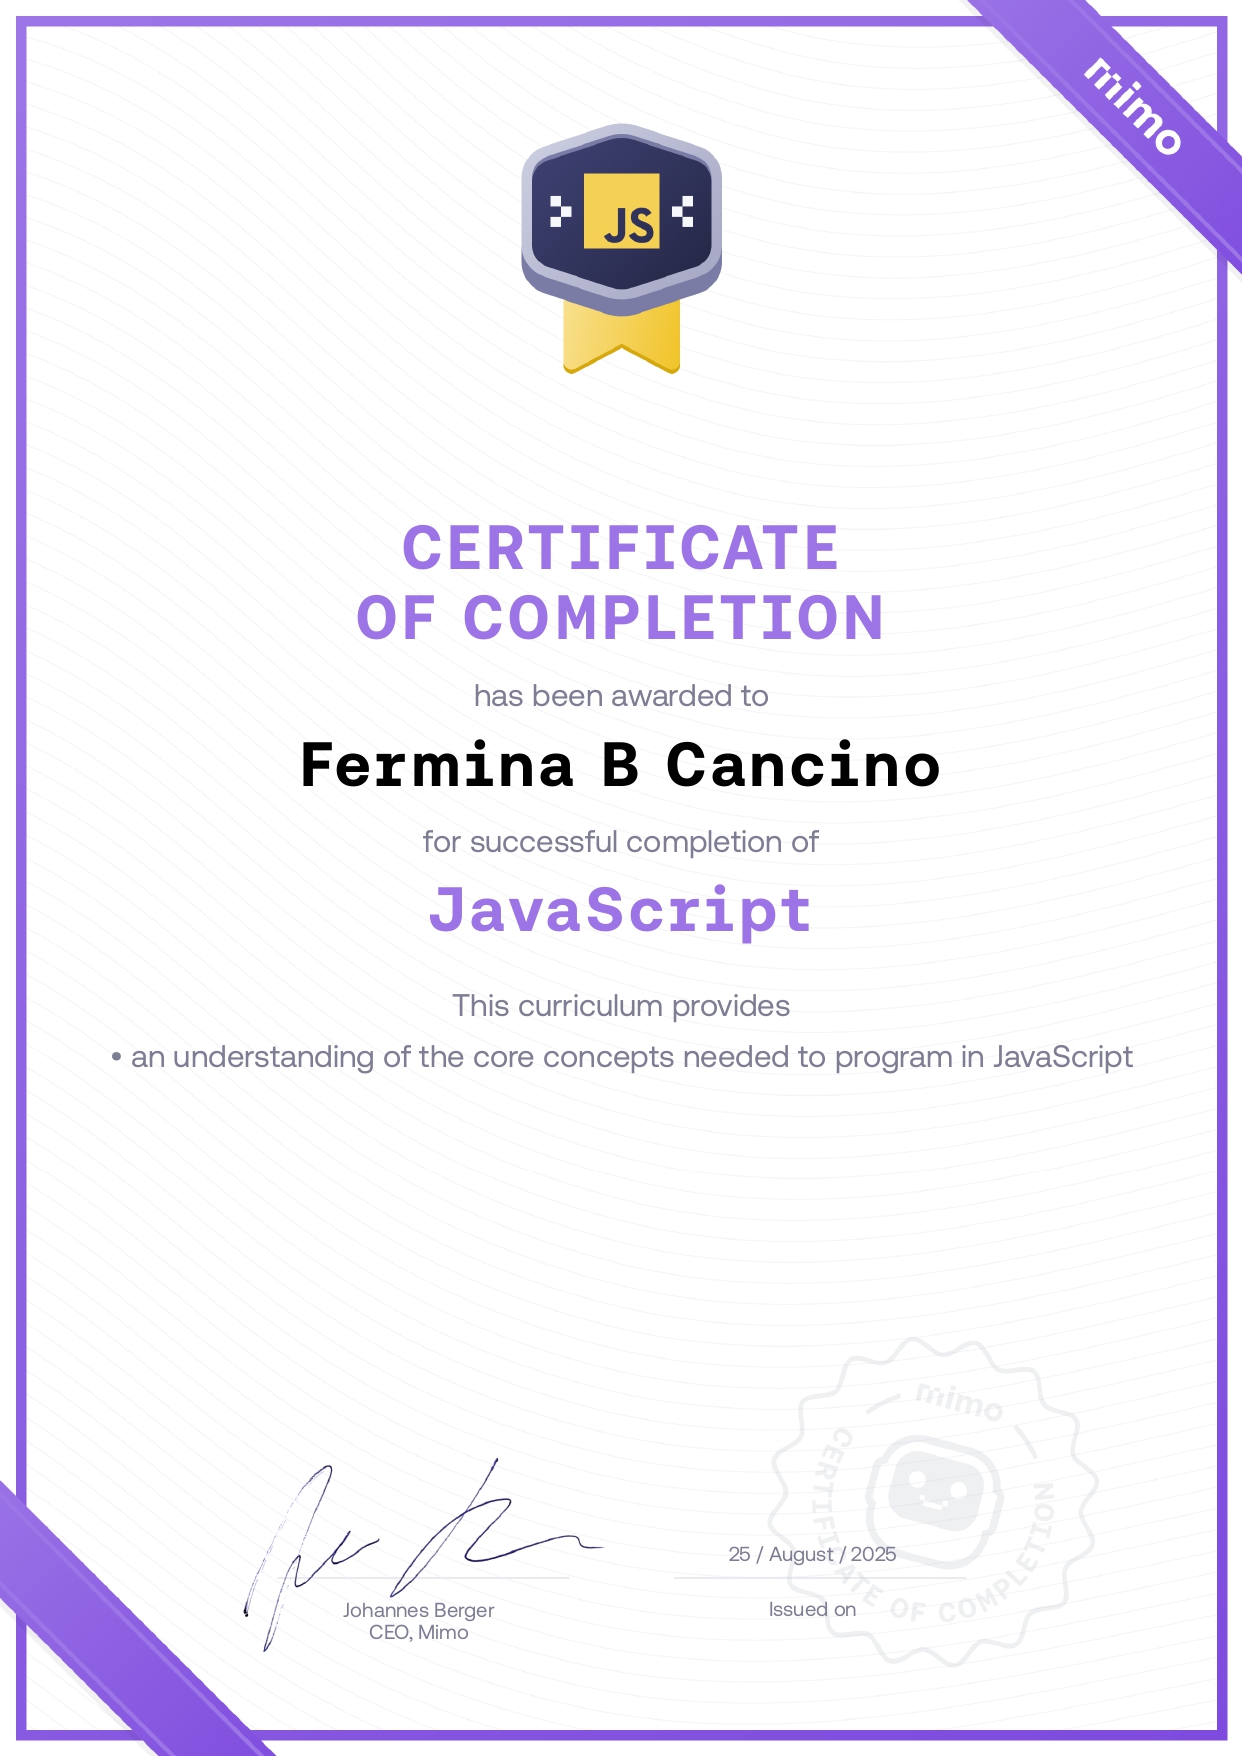 mimo
JS
CERTIFICATE
OF COMPLETION
has been awarded to
Fermina B Cancino
for successful completion of
JavaScript
This curriculum provides
• an understanding of the core concepts needed to program in JavaScript
mimo
CERTIFICATE OF COMPLETION
25 / August / 2025
Issued on
Johannes Berger
CEO, Mimo